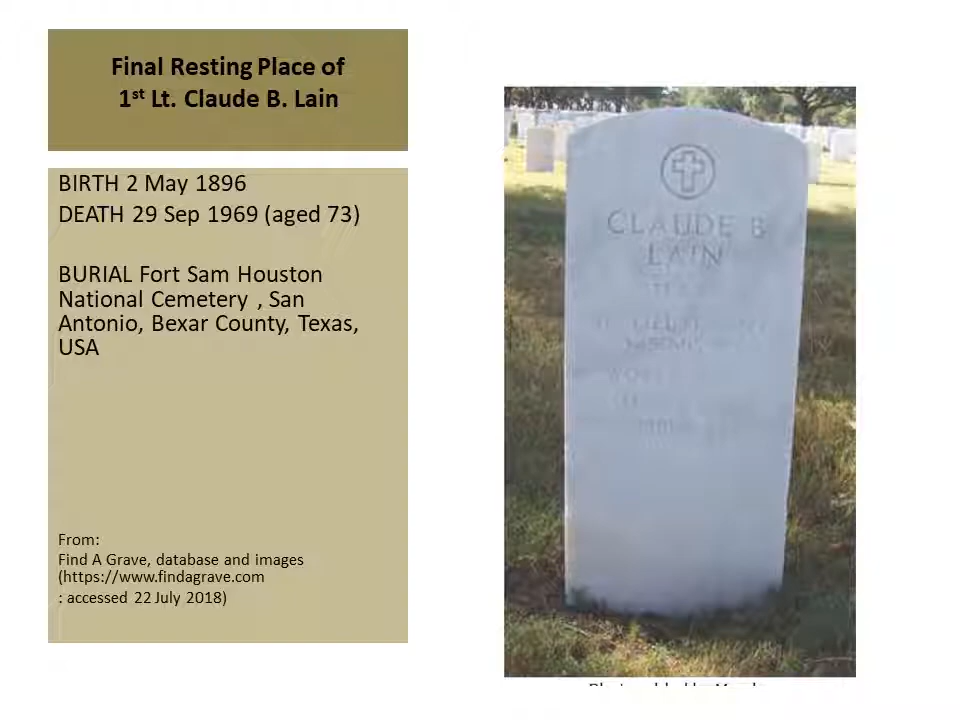 Final Resting Place of
1st Lt. Claude B. Lain
BIRTH 2 May 1896
DEATH 29 Sep 1969 (aged 73)
BURIAL Fort Sam Houston
National Cemetery , San
Antonio, Bexar County, Texas,
USA
From:
Find A Grave, database and images
(https://www.findagrave.com
: accessed 22 July 2018)
CLAUDE B
LAIN